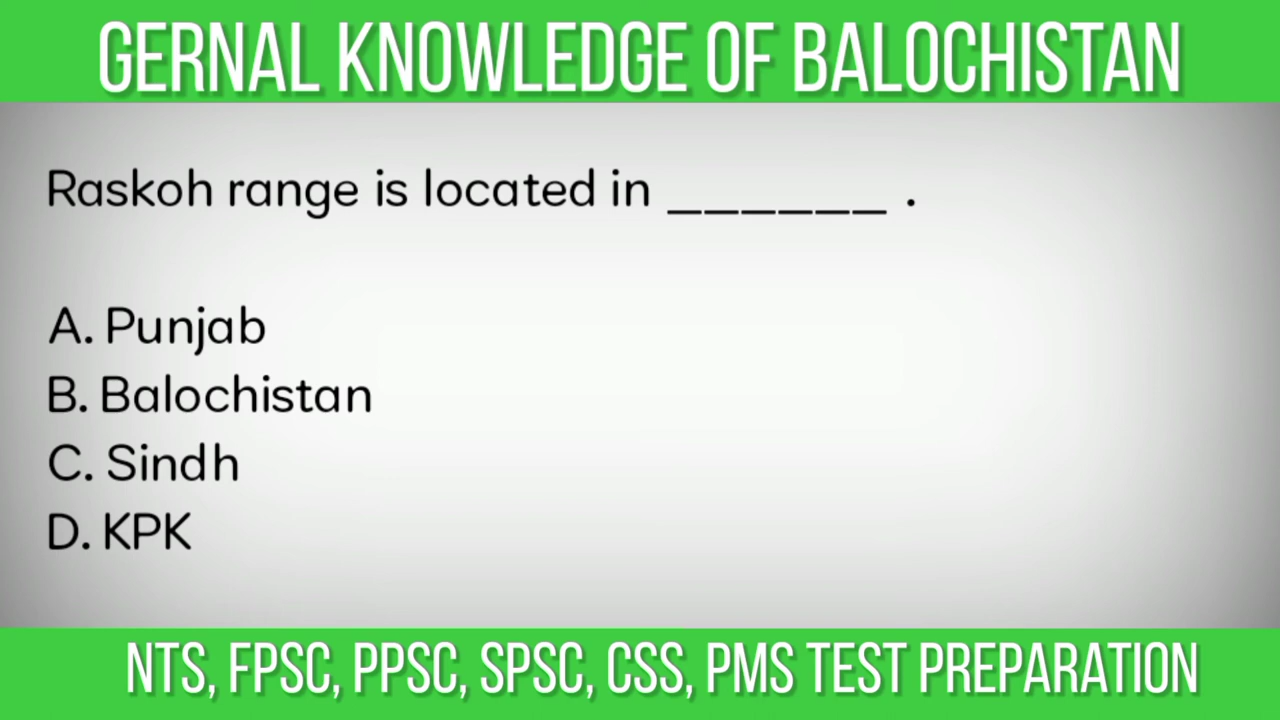 GERNAL KNOWLEDGE OF BALOCHISTAN
Raskoh range is located in ______ .
A. Punjab
B. Balochistan
C. Sindh
D. KPK
NTS, FPSC, PPSC, SPSC, CSS, PMS TEST PREPARATION